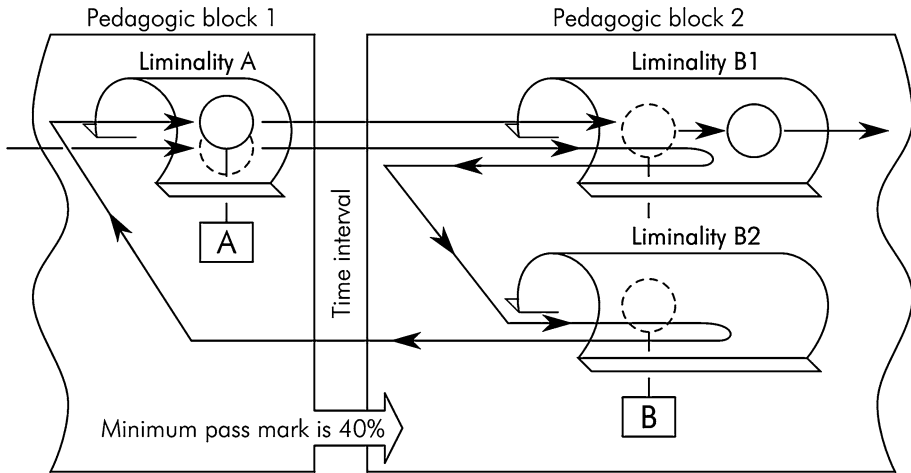 Pedagogic block 1
Pedagogic block 2
Liminality A
Liminality B1
A
Time interval
Liminality B2
B
Minimum pass mark is 40%